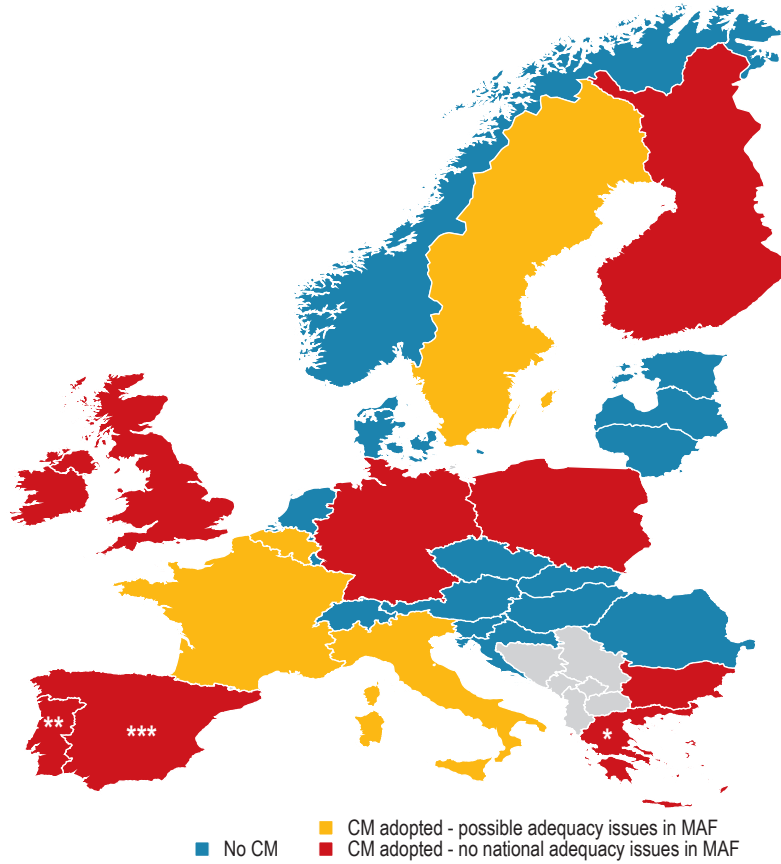 **
***
*
CM adopted - possible adequacy issues in MAF
No CM
CM adopted - no national adequacy issues in MAF